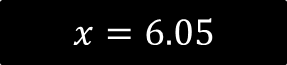 x = 6.05